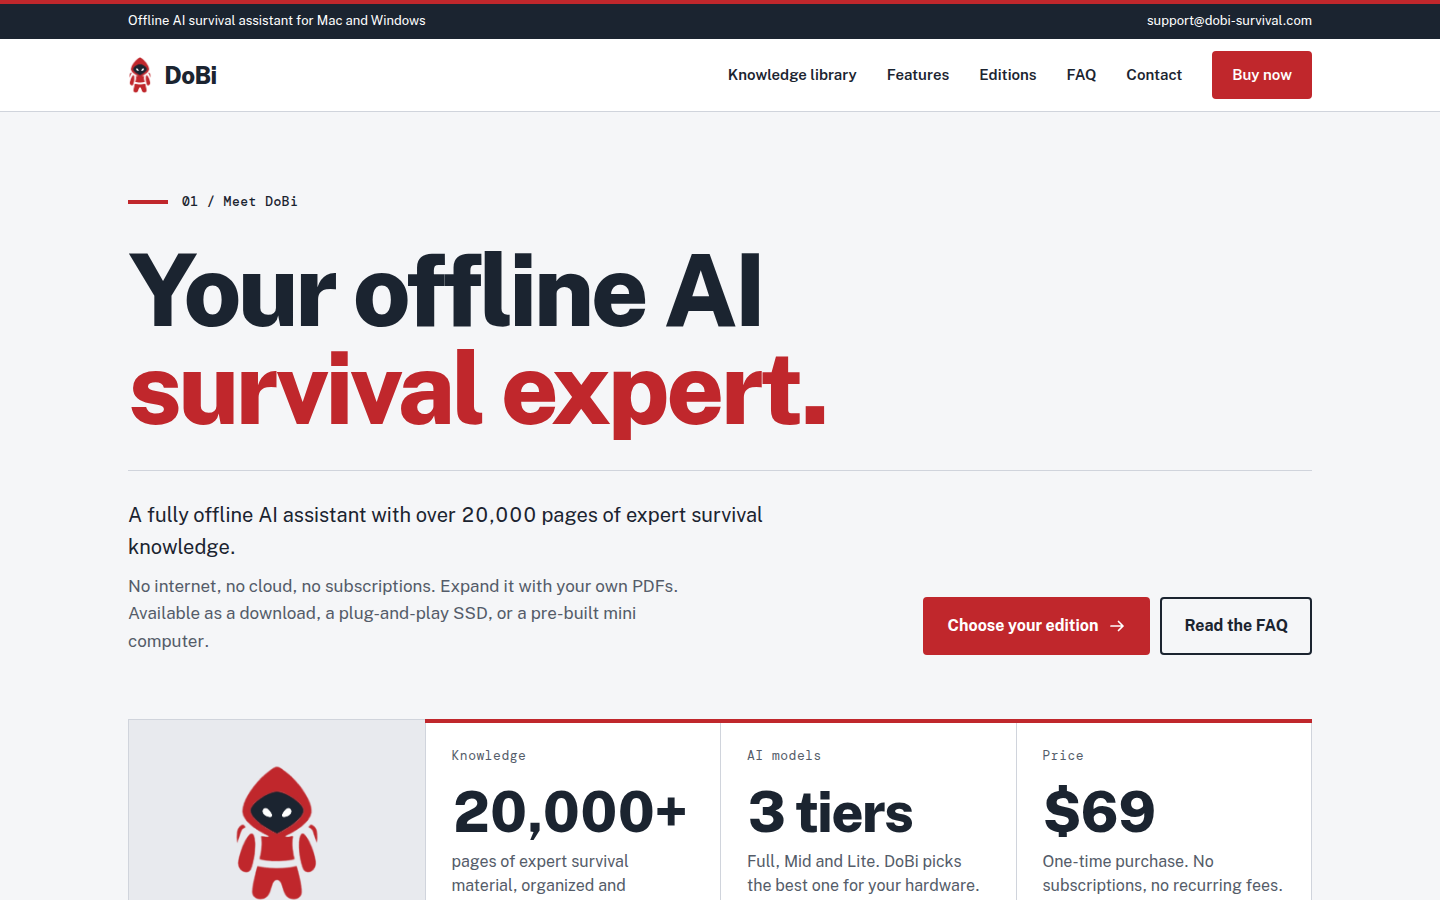 Offline AI survival assistant for Mac and Windows
support@dobi-survival.com
DoBi
Knowledge library
Features
Editions
FAQ
Contact
Buy now
01 / Meet DoBi
Your offline AI
survival expert.
A fully offline AI assistant with over 20,000 pages of expert survival
knowledge.
No internet, no cloud, no subscriptions. Expand it with your own PDFs.
Available as a download, a plug-and-play SSD, or a pre-built mini
computer.
Choose your edition →
Read the FAQ
Knowledge
20,000+
pages of expert survival
material, organized and
AI models
3 tiers
Full, Mid and Lite. DoBi picks
the best one for your hardware.
Price
$69
One-time purchase. No
subscriptions, no recurring fees.